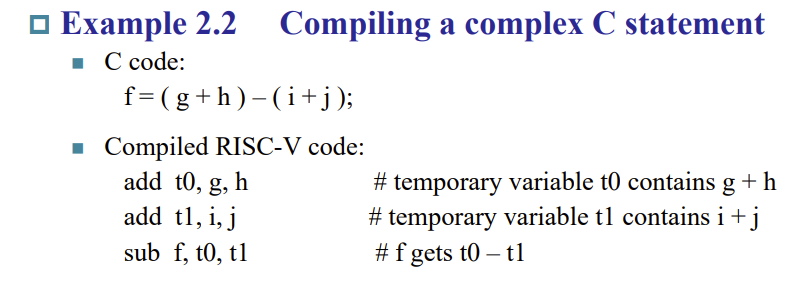 Example 2.2 Compiling a complex C statement
C code:
f = ( g + h ) – ( i + j );
Compiled RISC-V code:
add t0, g, h # temporary variable t0 contains g + h
add t1, i, j # temporary variable t1 contains i + j
sub f, t0, t1 # f gets t0 – t1